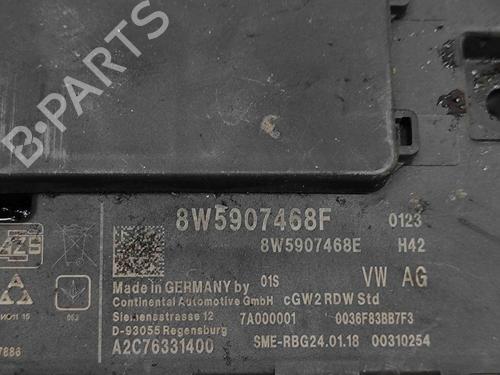 B-PARTS
8W5907468F 0123
8W5907468E H42
Made in GERMANY by 01S VW AG
Continental Automotive GmbH cGW2 RDW Std
Siemensstrasse 12 7A000001 0036F83BB7F3
D-93055 Regensburg
A2C76331400 SME-RBG24.01.18 00310254
7886